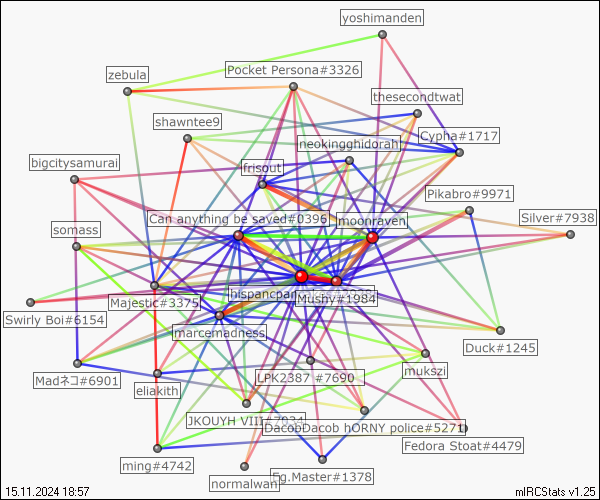 yoshimanden
Pocket Persona#3326
zebula
thesecondtwat
shawntee9
Cypha#1717
neokingghidorah
bigcitysamurai
frisout
Pikabro#9971
Can anything be saved#0396
moonraven
Silver#7938
somass
hispanicpa
Mushy#1984
Majestic#3375
Swirly Boi#6154
marcemadness
Duck#1245
mukszi
LPK2387 #7690
Madネコ#6901
eliakith
JKOUYH VIII#7934
DacobDacob hORNY police#5271
Fedora Stoat#4479
ming#4742
Eg.Master#1378
normalwan
15.11.2024 18:57
mIRCStats v1.25